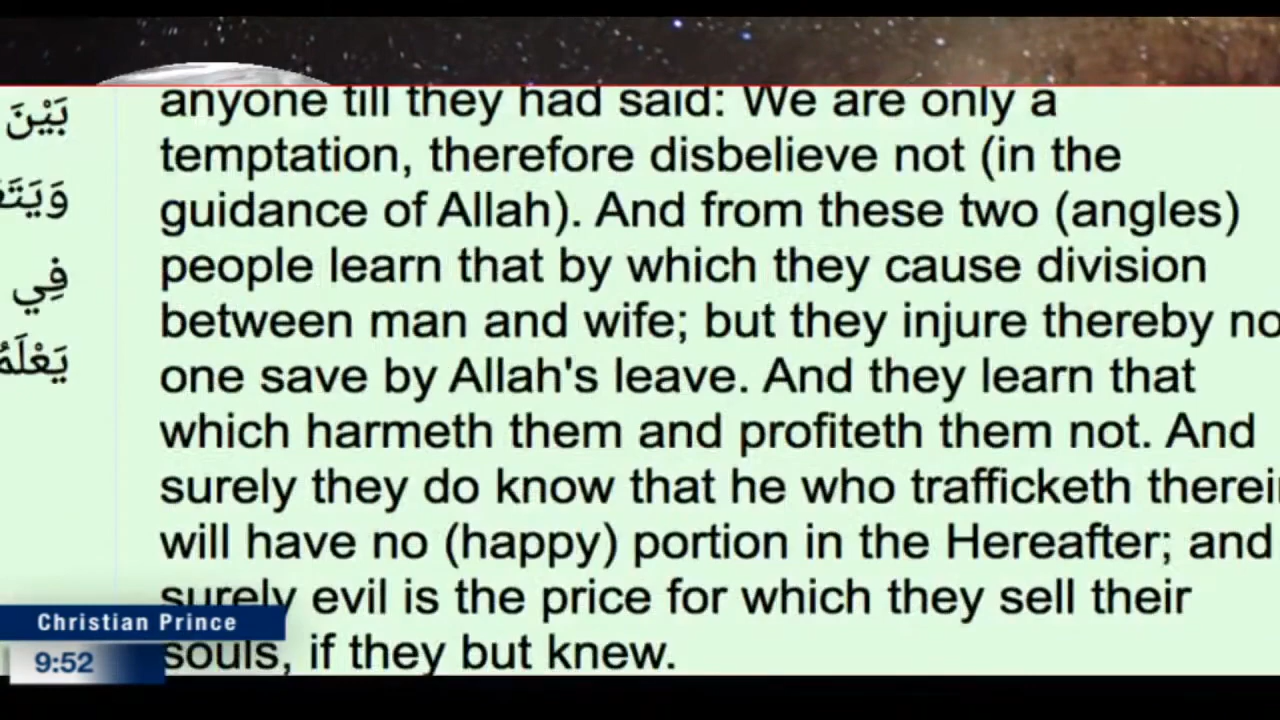 anyone till they had said: We are only a
temptation, therefore disbelieve not (in the
guidance of Allah). And from these two (angles)
people learn that by which they cause division
between man and wife; but they injure thereby no
one save by Allah's leave. And they learn that
which harmeth them and profiteth them not. And
surely they do know that he who trafficketh
will have no (happy) portion in the Hereafter; and
surely evil is the price for which they sell their
souls, if they but knew.
بَيْنَ
فِي
Christian Prince
9:52